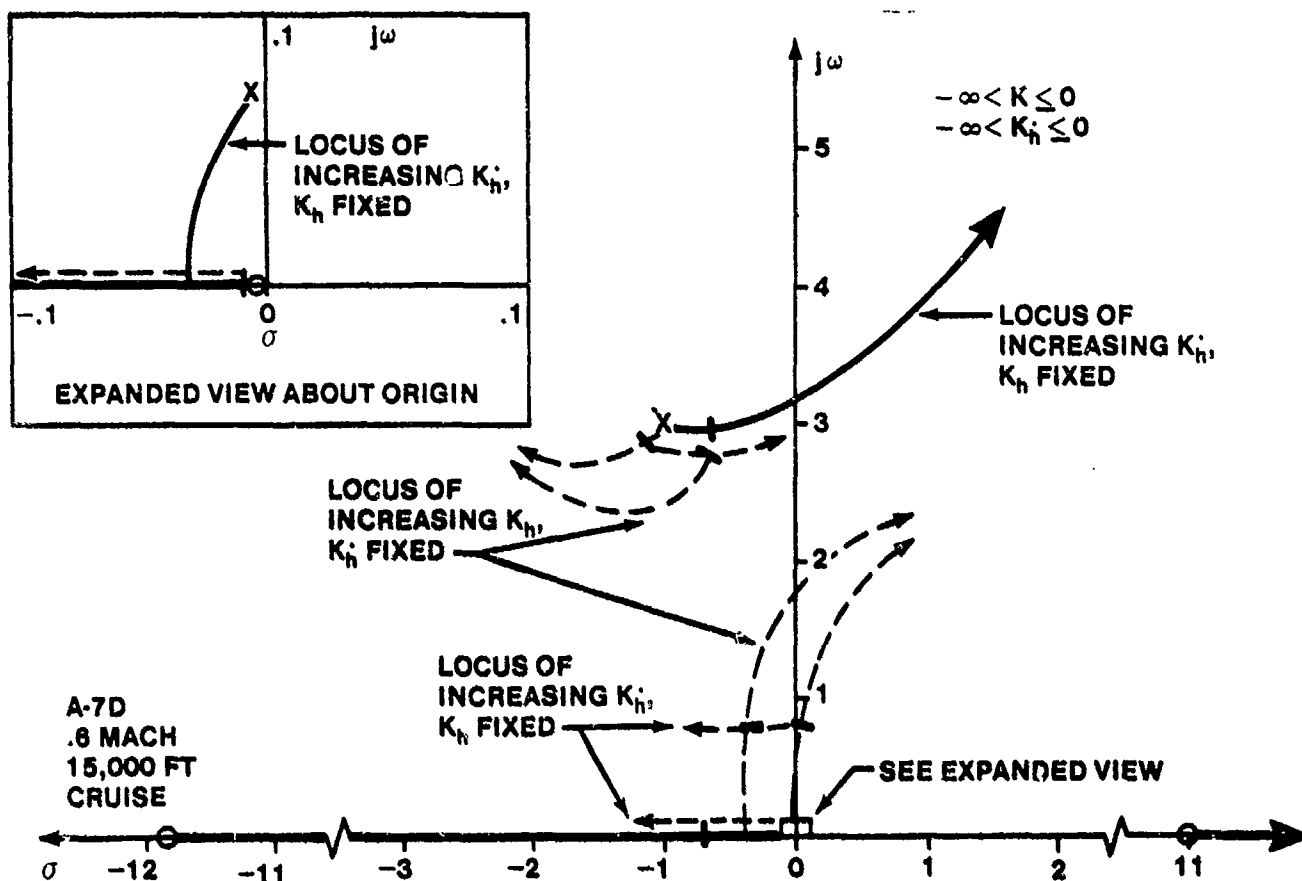 .1
jω
X
LOCUS OF
INCREASING K_ḣ,
K_h FIXED
-.1
0
.1
σ
EXPANDED VIEW ABOUT ORIGIN
jω
-∞< K ≤0
-∞< K_ḣ ≤0
5
4
LOCUS OF
INCREASING K_ḣ,
K_h FIXED
X
3
LOCUS OF
INCREASING K_h,
K_ḣ FIXED
2
LOCUS OF
INCREASING K_ḣ,
K_h FIXED
1
A-7D
.6 MACH
15,000 FT
CRUISE
SEE EXPANDED VIEW
σ -12 -11 -3 -2 -1 0 1 2 11